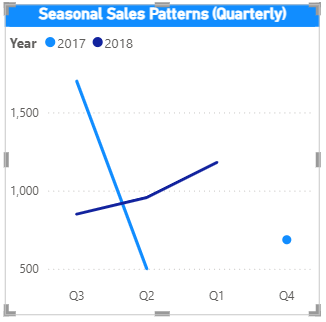 Seasonal Sales Patterns (Quarterly)
Year 2017 2018
1,500
1,000
500
Q3 Q2 Q1 Q4